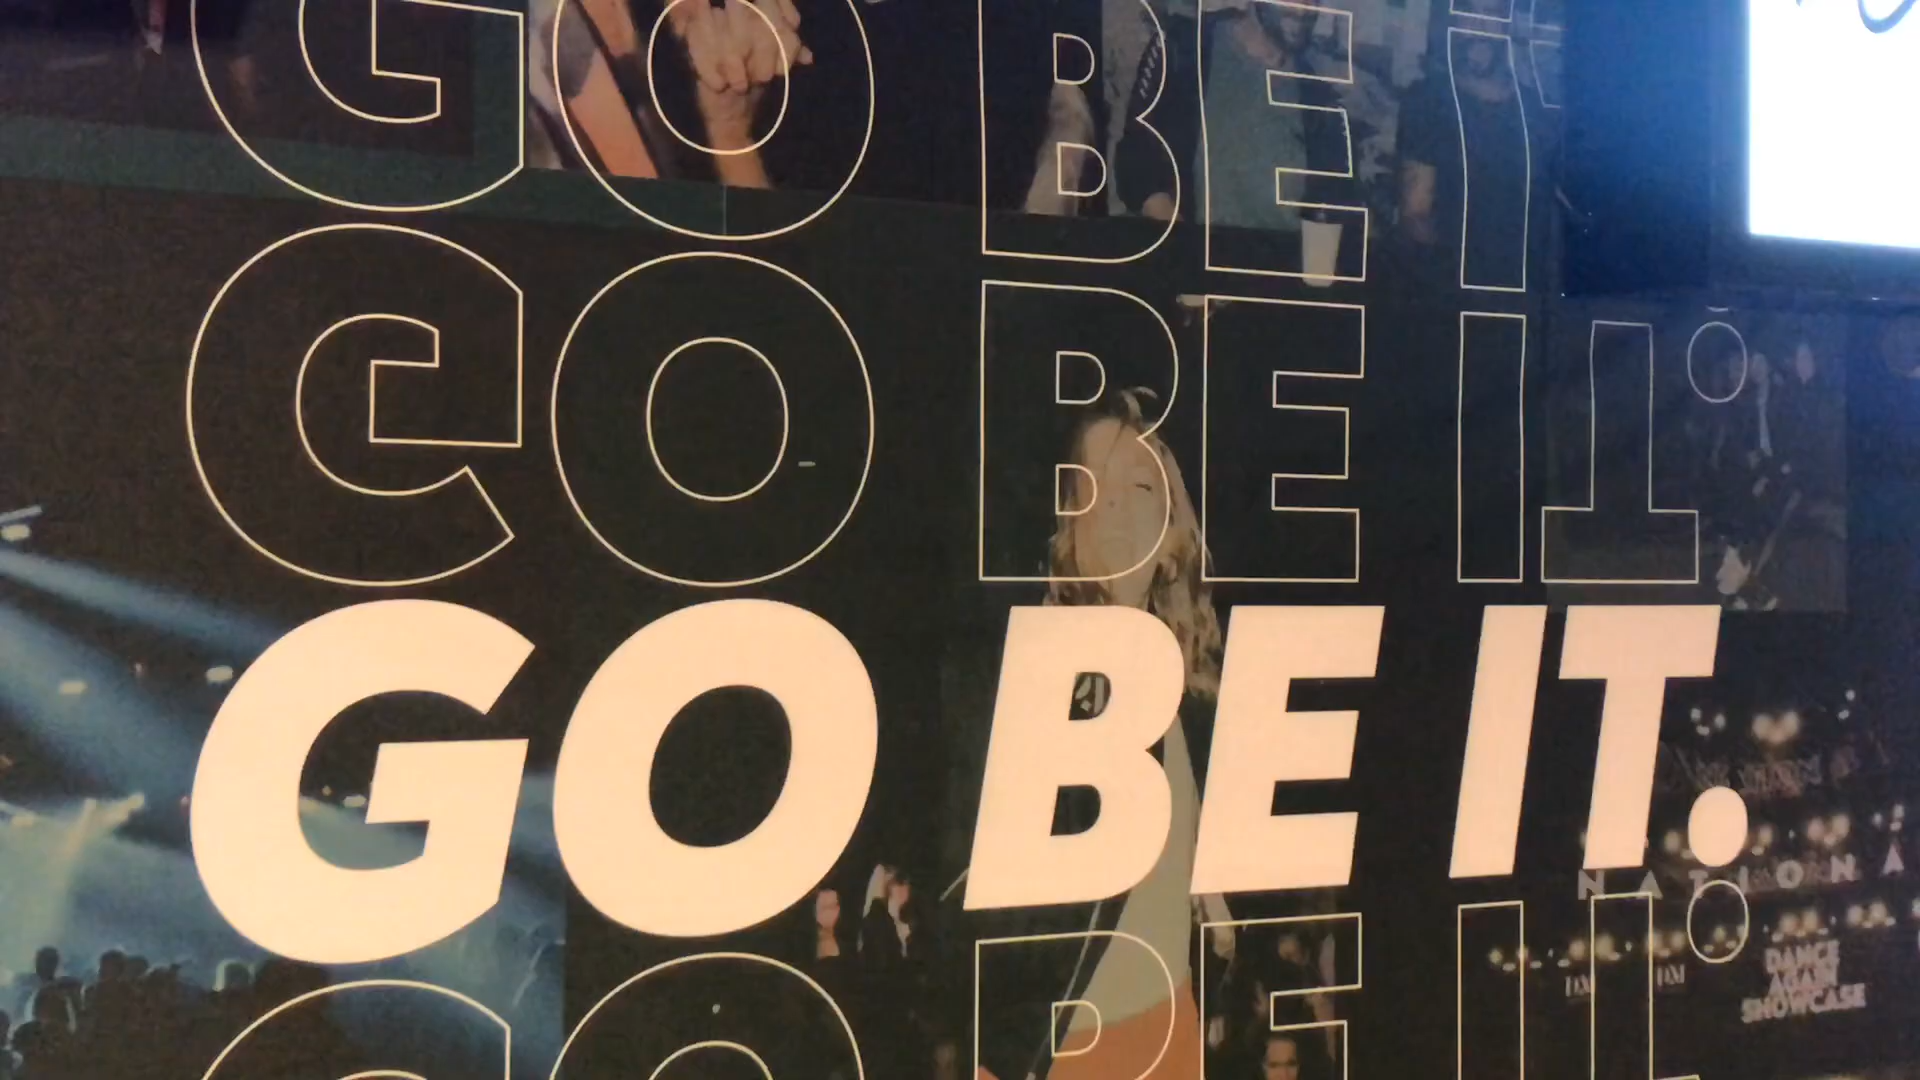 GO BE IT
GO BE IT.
GO BE IT.
NATIONA
DANCE
AGAIN
SHOWCASE
GO BE IT.